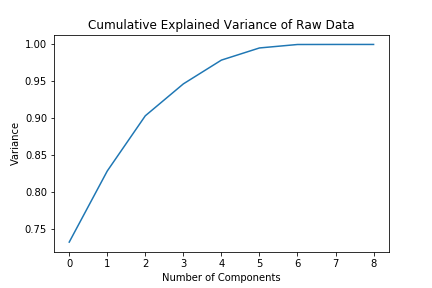 Cumulative Explained Variance of Raw Data
1.00
0.95
0.90
0.85
0.80
0.75
Variance
0 1 2 3 4 5 6 7 8
Number of Components